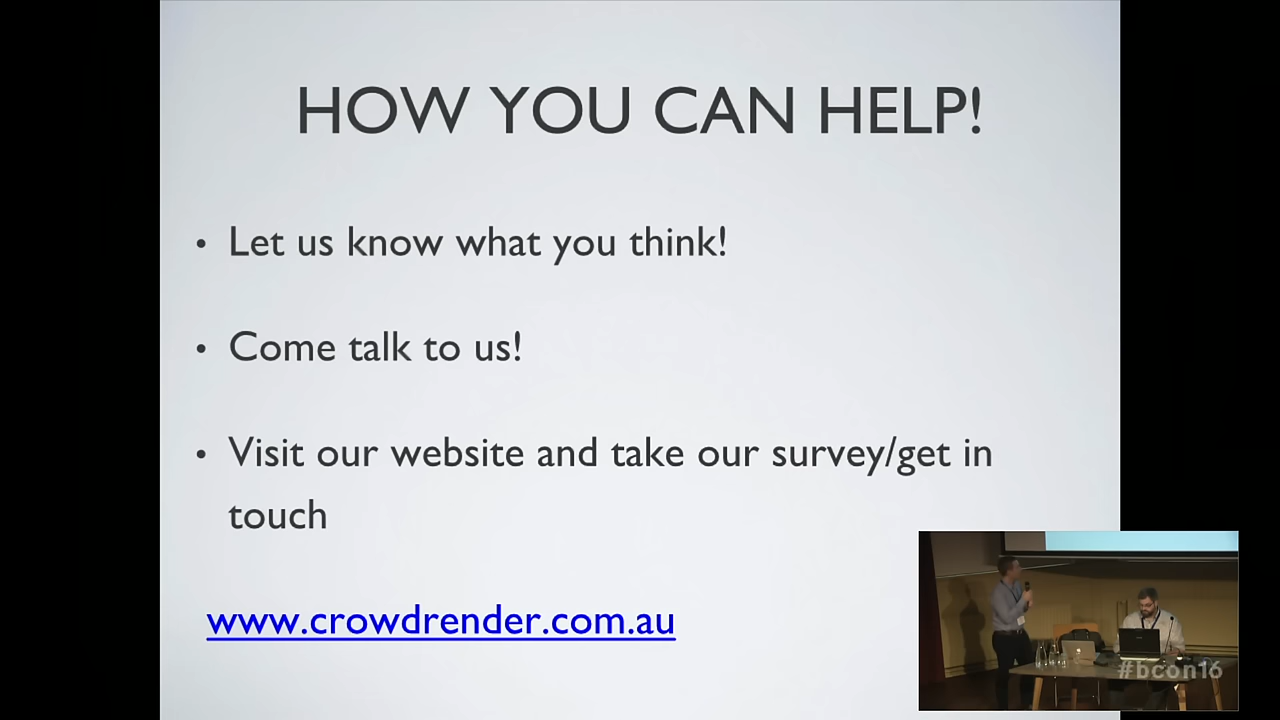 HOW YOU CAN HELP!
• Let us know what you think!
• Come talk to us!
• Visit our website and take our survey/get in
touch
www.crowdrender.com.au
#bcon16